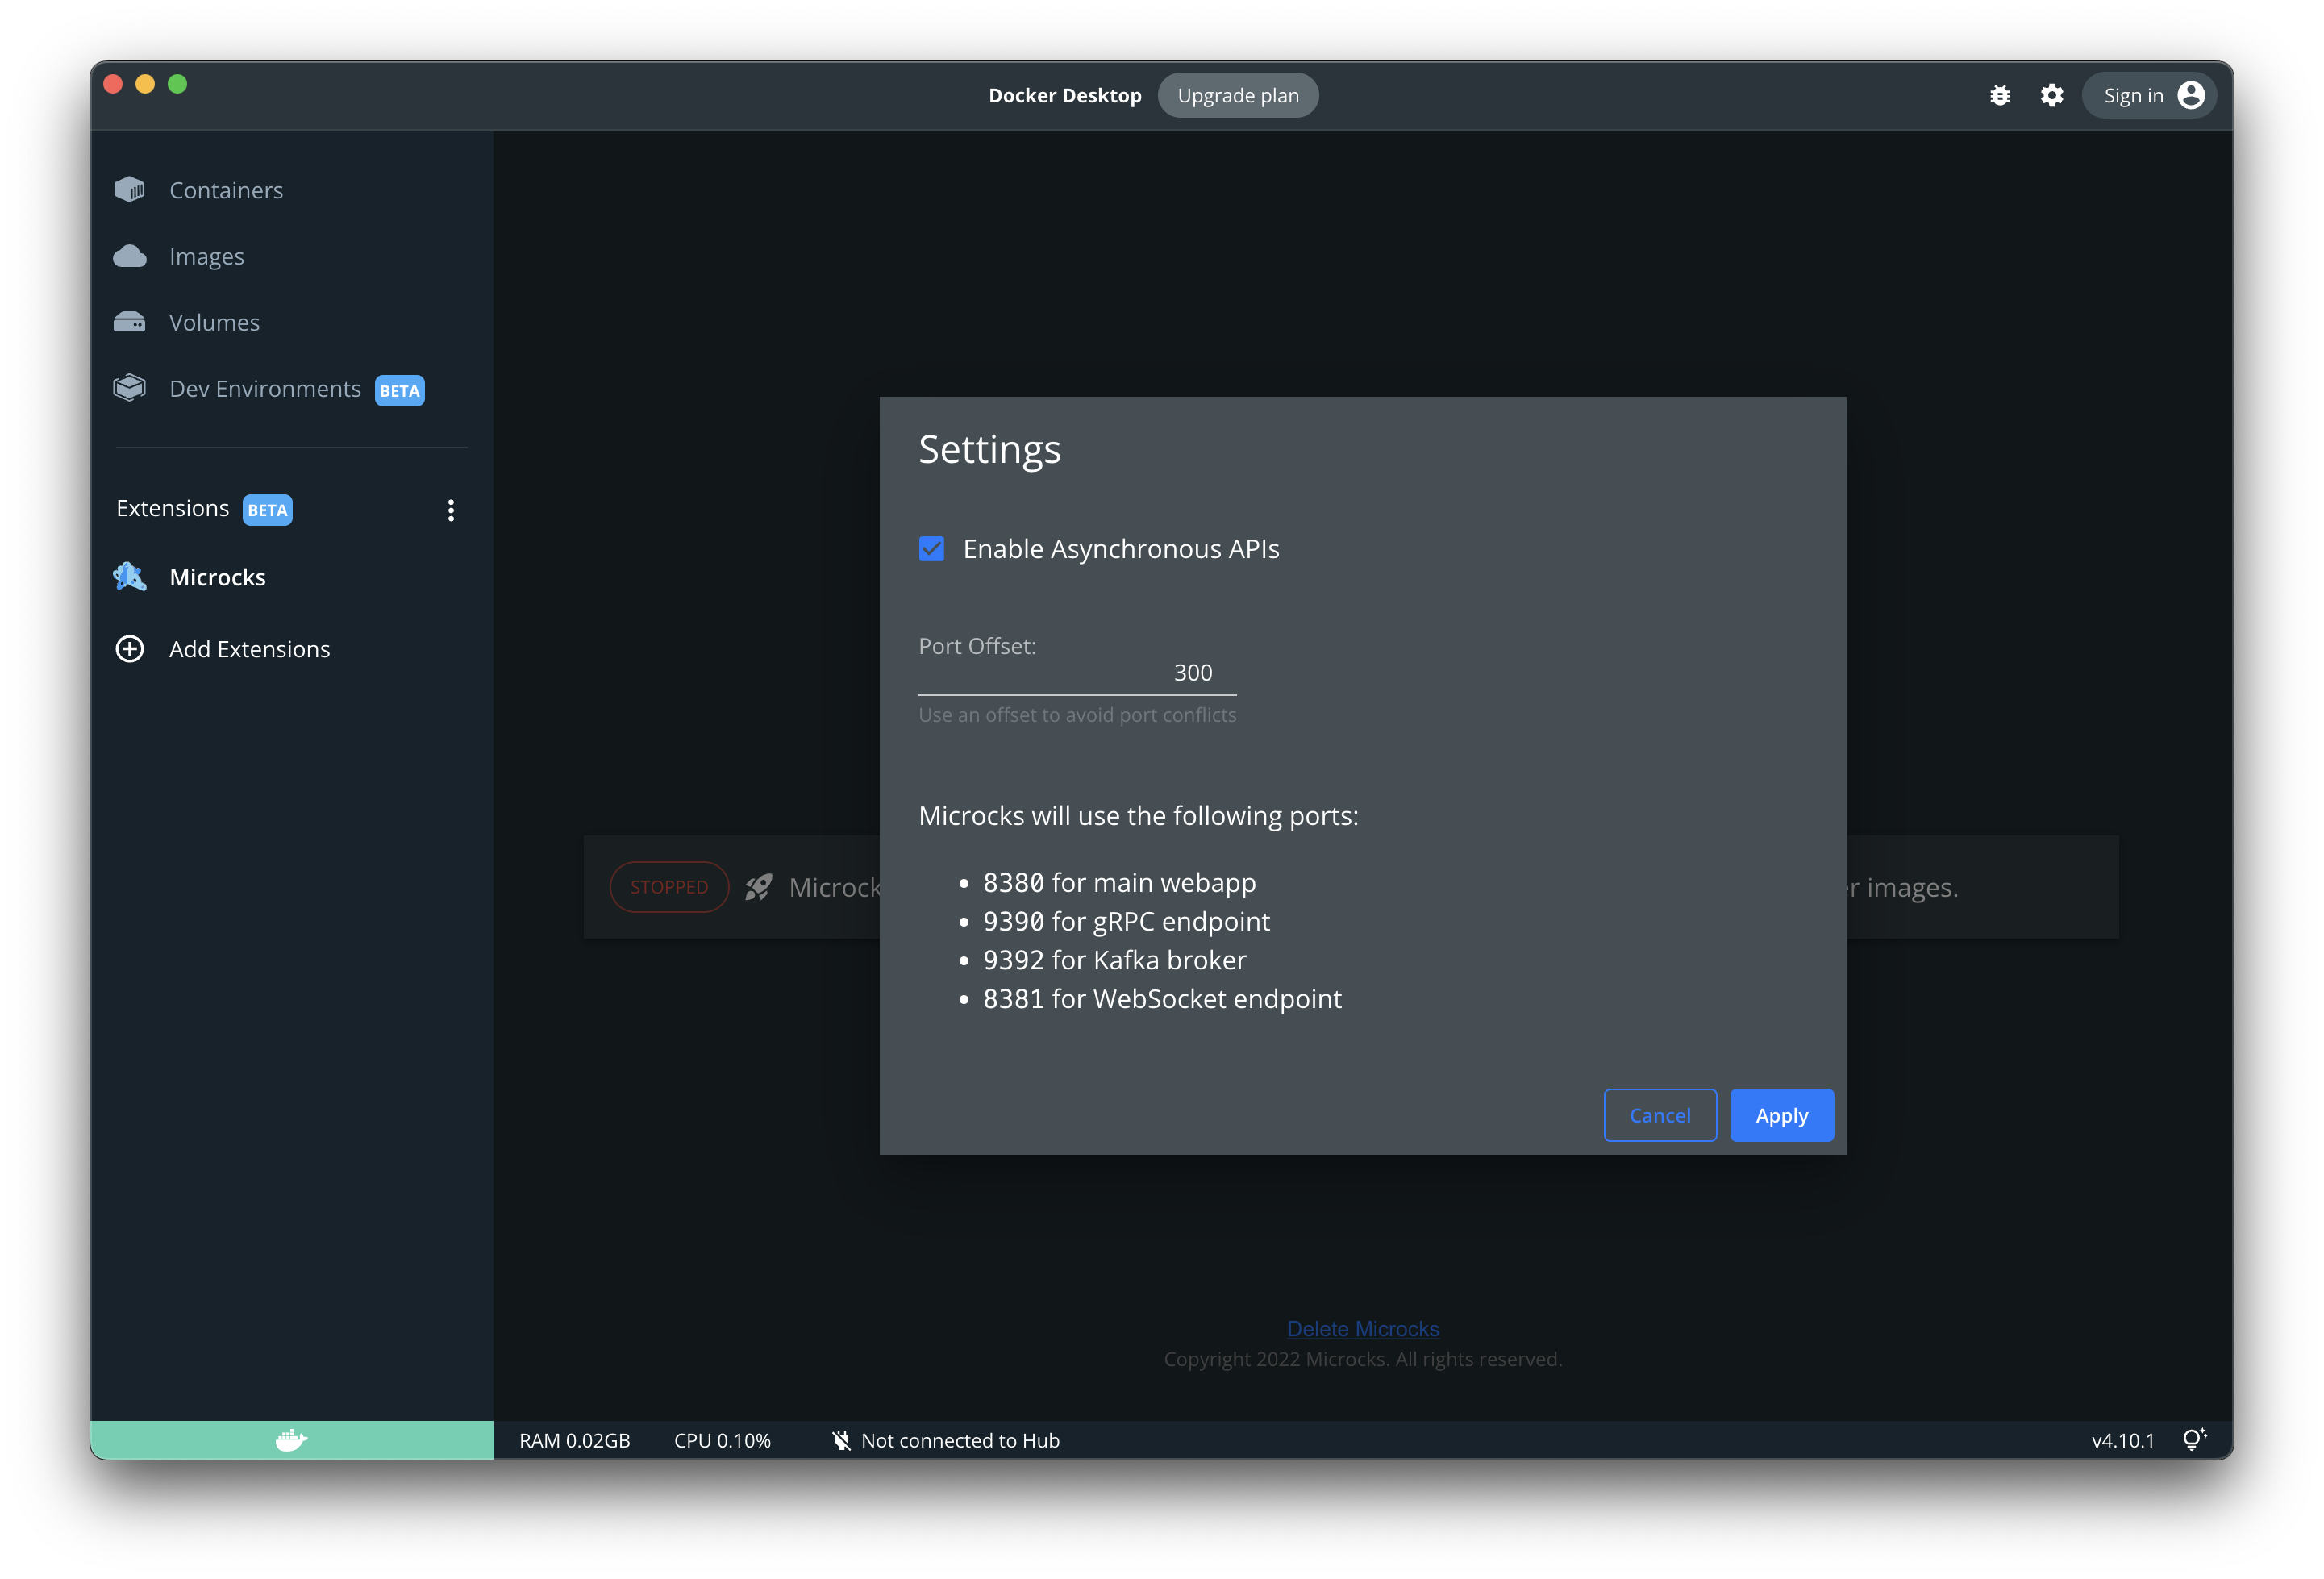 Docker Desktop Upgrade plan Sign in
Containers
Images
Volumes
Dev Environments BETA
Extensions BETA
Microcks
Add Extensions
Settings
Enable Asynchronous APIs
Port Offset:
300
Use an offset to avoid port conflicts
Microcks will use the following ports:
8380 for main webapp
9390 for gRPC endpoint
9392 for Kafka broker
8381 for WebSocket endpoint
STOPPED images.
Cancel Apply
Delete Microcks
Copyright 2022 Microcks. All rights reserved.
RAM 0.02GB CPU 0.10% Not connected to Hub v4.10.1